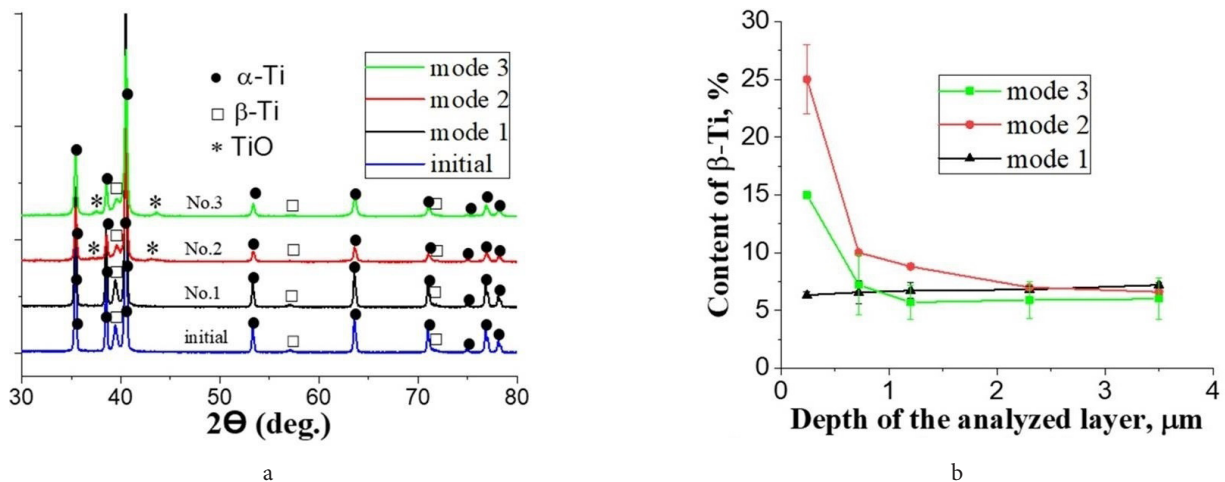 α-Ti
β-Ti
* TiO
mode 3
mode 2
mode 1
initial
No.3
No.2
No.1
initial
30 40 50 60 70 80
2Θ (deg.)
a
Content of β-Ti, %
30
25
20
15
10
5
0
mode 3
mode 2
mode 1
0 1 2 3 4
Depth of the analyzed layer, μm
b